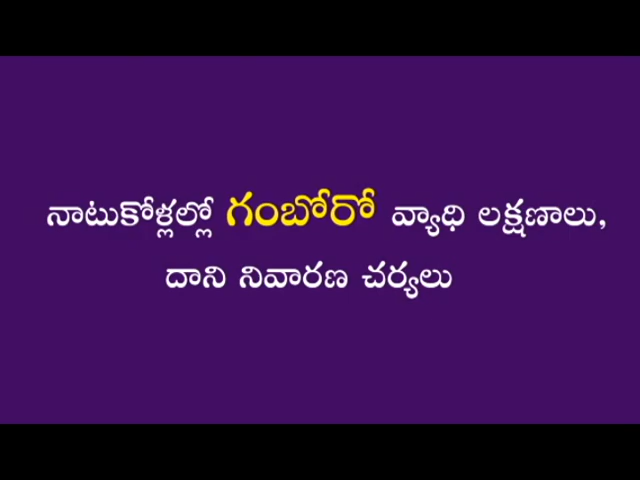 నాటుకోళ్లల్లో గంబోరో వ్యాధి లక్షణాలు,
దాని నివారణ చర్యలు